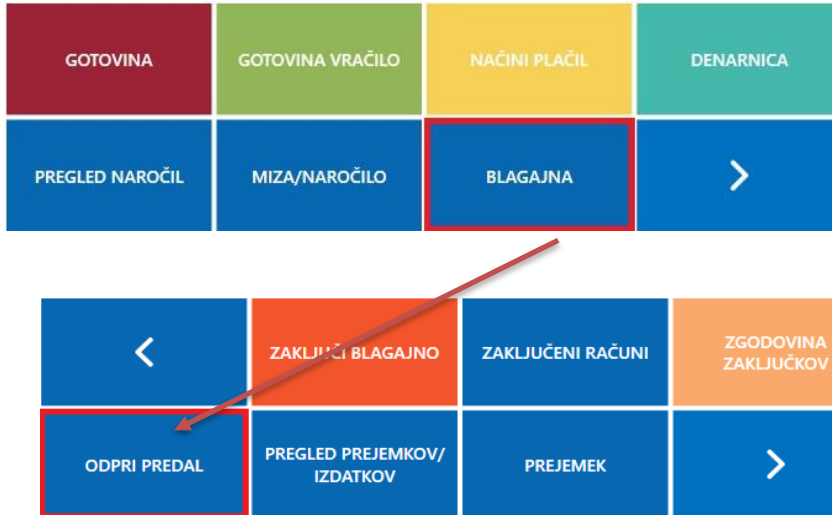 GOTOVINA
GOTOVINA VRAČILO
NAČINI PLAČIL
DENARNICA
PREGLED NAROČIL
MIZA/NAROČILO
BLAGAJNA
ZAKLJUČI BLAGAJNO
ZAKLJUČENI RAČUNI
ZGODOVINA
ZAKLJUČKOV
ODPRI PREDAL
PREGLED PREJEMKOV/
IZDATKOV
PREJEMEK